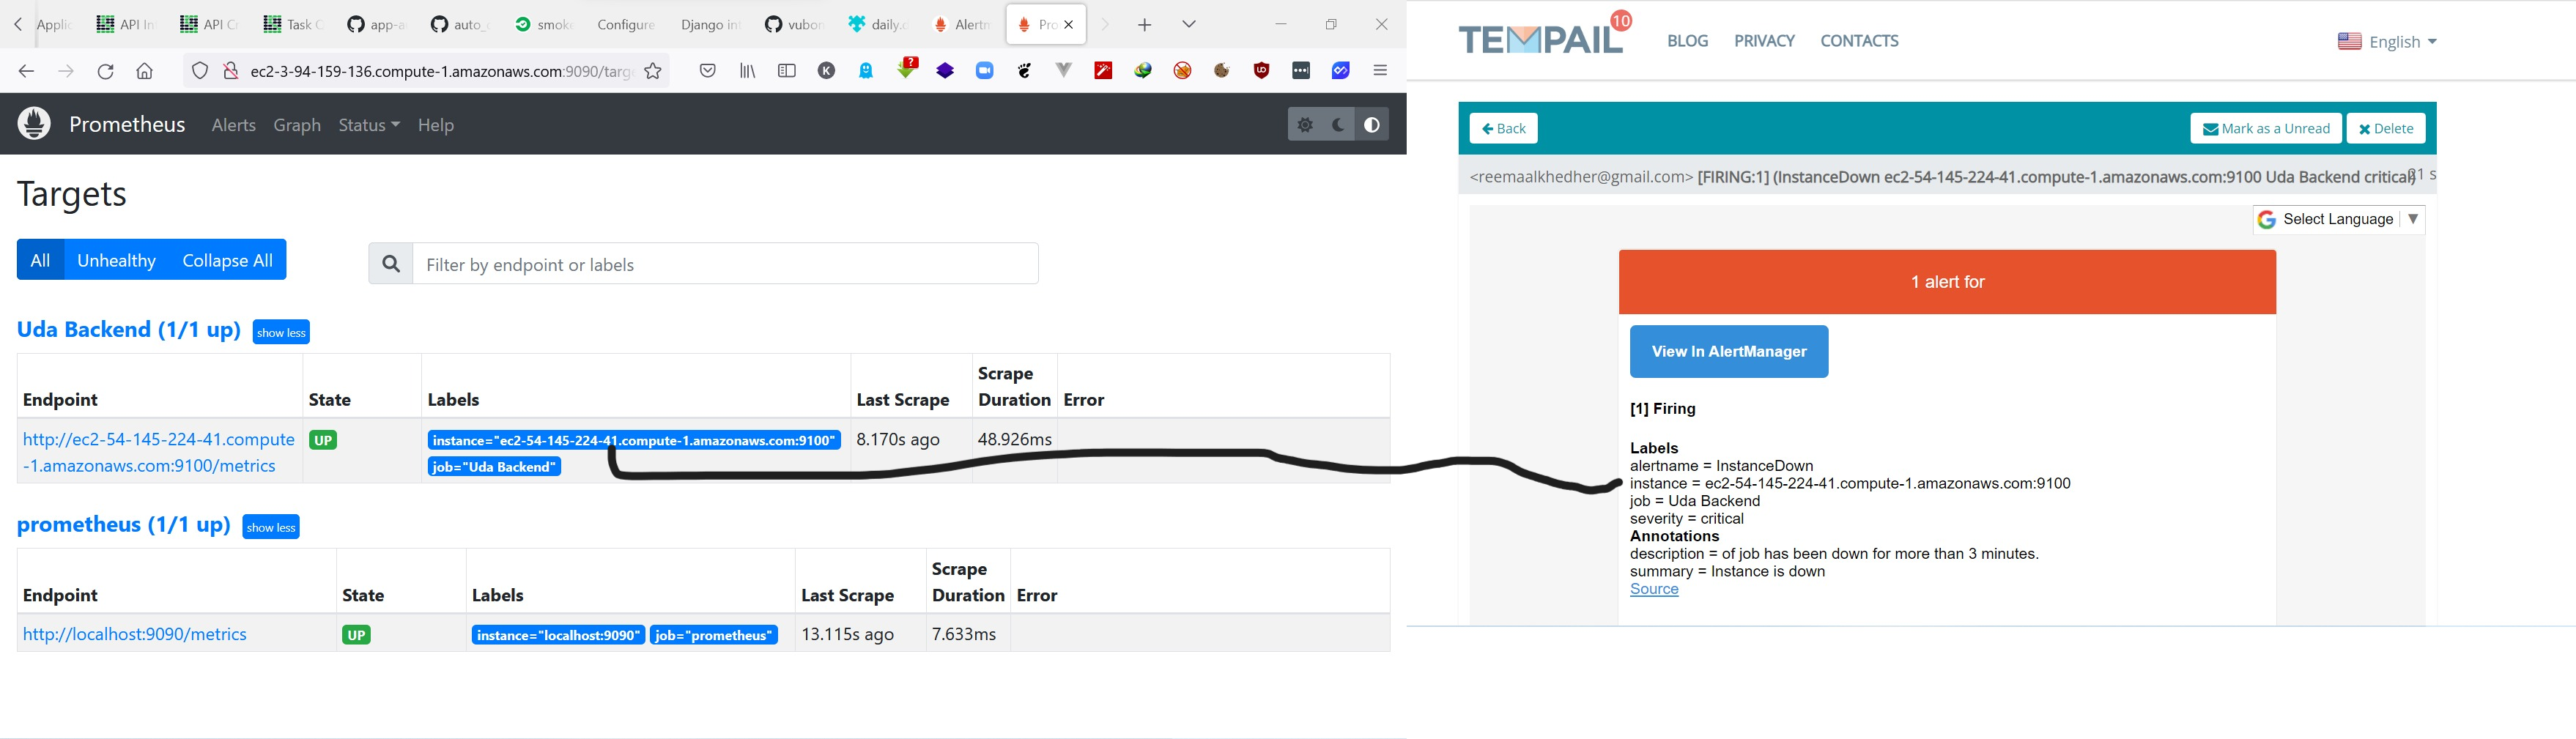 Applic
API In
API Cr
Task C
app-a
auto_
smoke
Configure
Django in
vubon
daily.d
Alertm
Pro
ec2-3-94-159-136.compute-1.amazonaws.com:9090/targ
Prometheus
Alerts
Graph
Status
Help
Targets
All
Unhealthy
Collapse All
Filter by endpoint or labels
Uda Backend (1/1 up)
show less
Endpoint
State
Labels
Last Scrape
Scrape
Duration
Error
http://ec2-54-145-224-41.compute
-1.amazonaws.com:9100/metrics
UP
instance="ec2-54-145-224-41.compute-1.amazonaws.com:9100"
job="Uda Backend"
8.170s ago
48.926ms
prometheus (1/1 up)
show less
Endpoint
State
Labels
Last Scrape
Scrape
Duration
Error
http://localhost:9090/metrics
UP
instance="localhost:9090"
job="prometheus"
13.115s ago
7.633ms
TEMPAIL
10
BLOG
PRIVACY
CONTACTS
English
Back
Mark as a Unread
Delete
<reemaalkhedher@gmail.com> [FIRING:1] (InstanceDown ec2-54-145-224-41.compute-1.amazonaws.com:9100 Uda Backend critical)
Select Language
1 alert for
View In AlertManager
[1] Firing
Labels
alertname = InstanceDown
instance = ec2-54-145-224-41.compute-1.amazonaws.com:9100
job = Uda Backend
severity = critical
Annotations
description = of job has been down for more than 3 minutes.
summary = Instance is down
Source